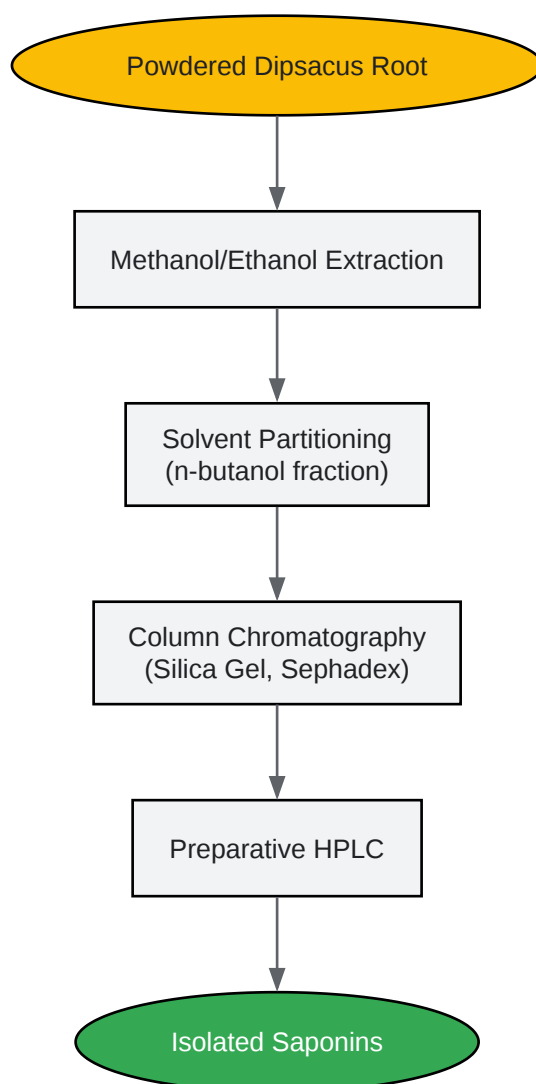 Powdered Dipsacus Root
Methanol/Ethanol Extraction
Solvent Partitioning
(n-butanol fraction)
Column Chromatography
(Silica Gel, Sephadex)
Preparative HPLC
Isolated Saponins